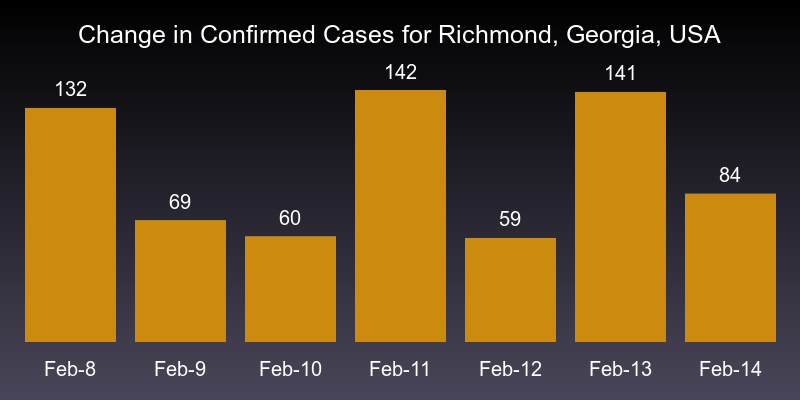 Change in Confirmed Cases for Richmond, Georgia, USA
132
69
60
142
59
141
84
Feb-8
Feb-9
Feb-10
Feb-11
Feb-12
Feb-13
Feb-14